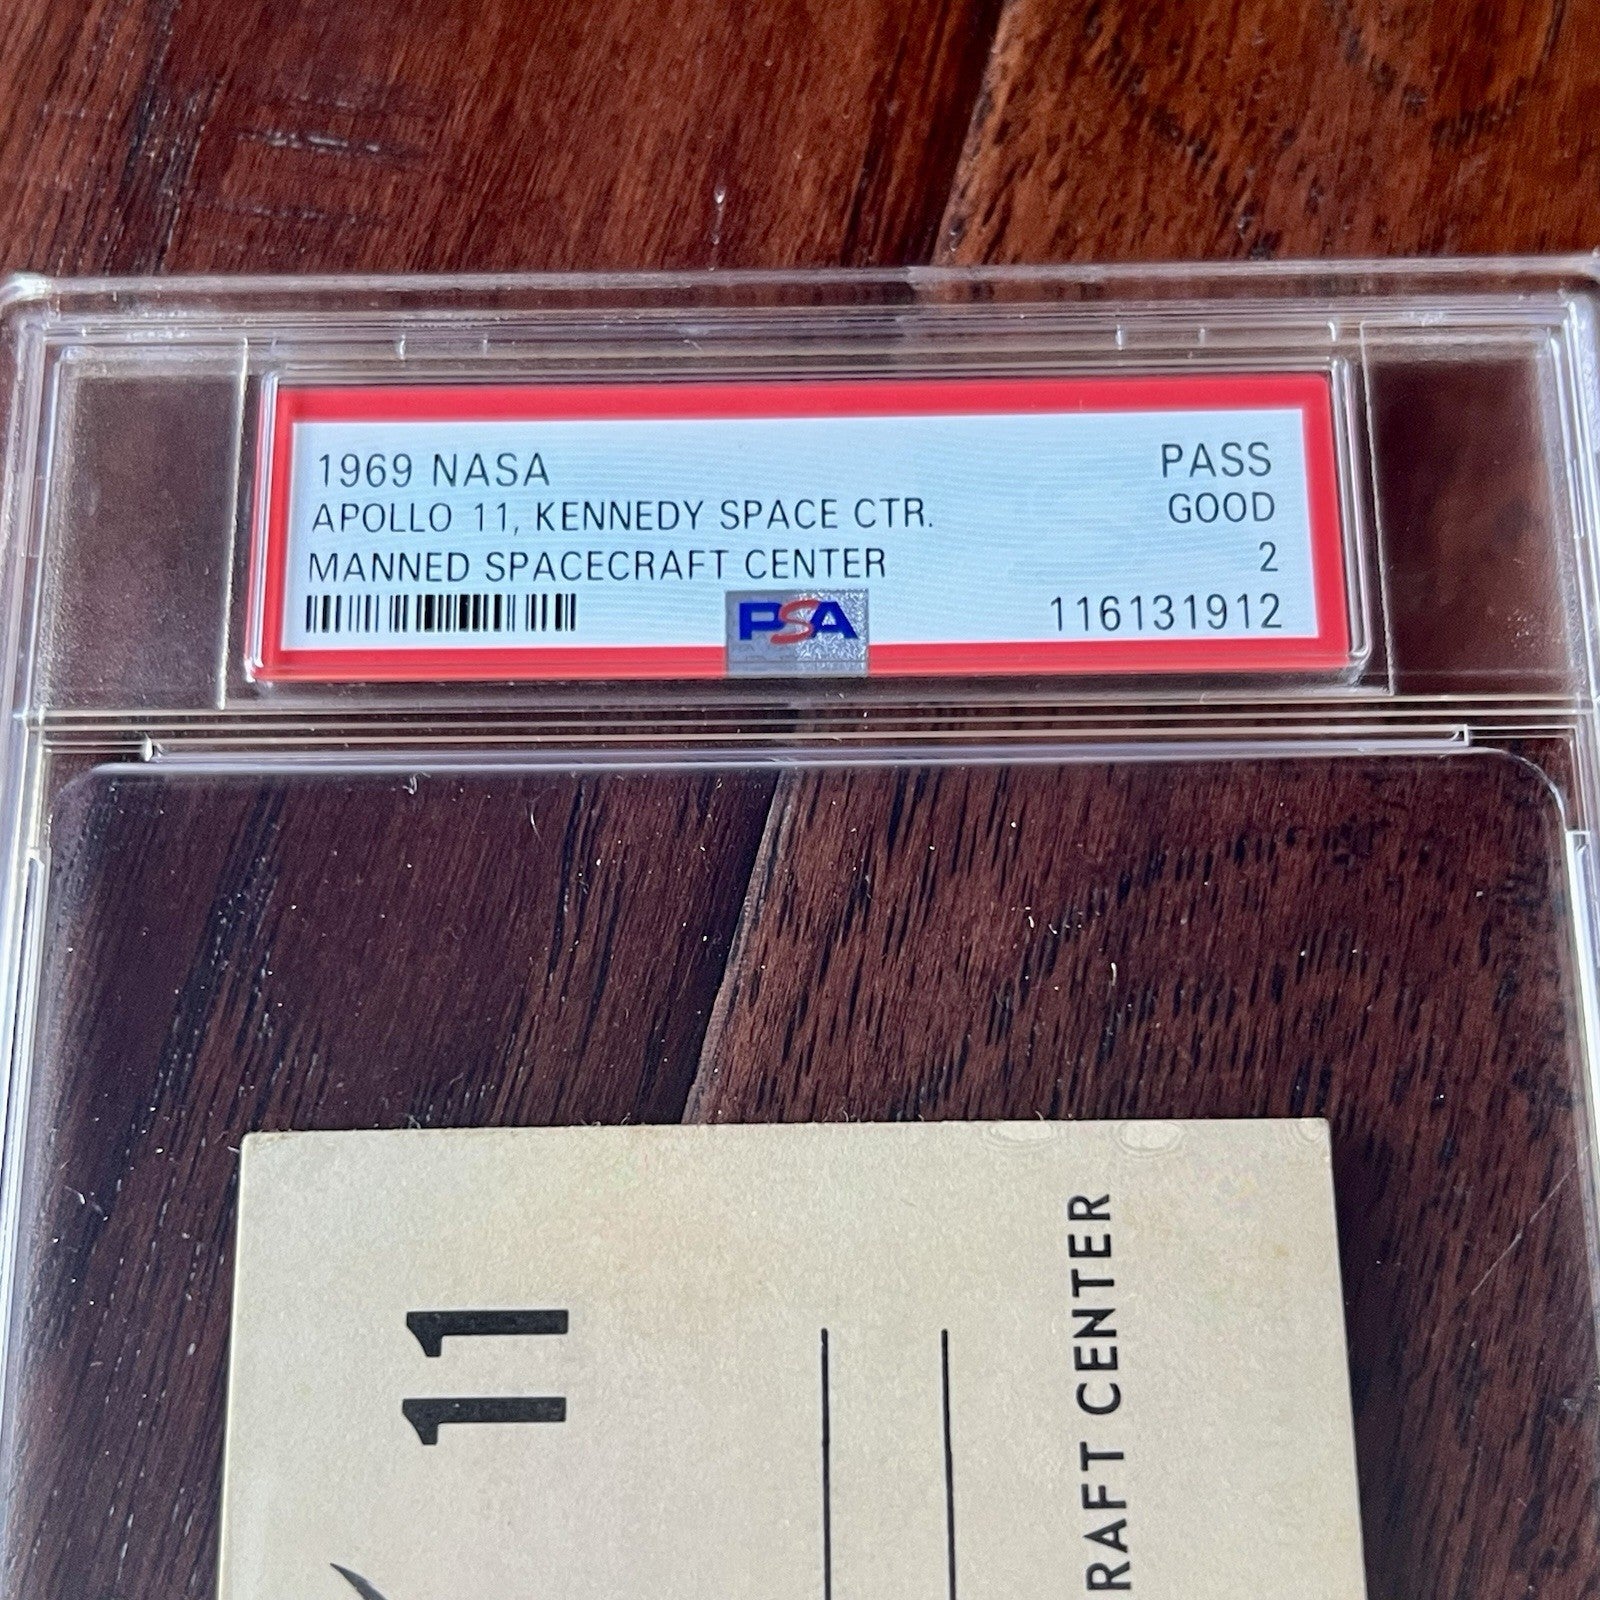 1969 NASA PASS
APOLLO 11, KENNEDY SPACE CTR. GOOD
MANNED SPACECRAFT CENTER 2
PSA 116131912
11
RAFT CENTER